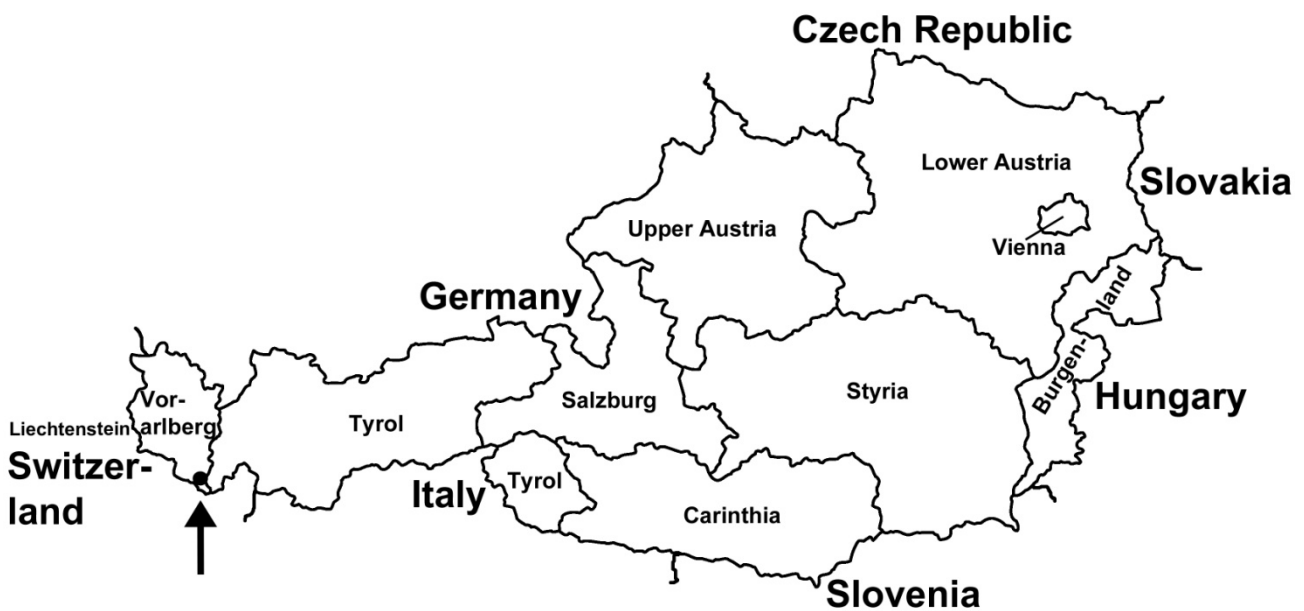 Czech Republic
Lower Austria
Slovakia
Upper Austria
Vienna
Germany
Burgen-
land
Vor-
arlberg
Tyrol
Salzburg
Styria
Hungary
Liechtenstein
Switzer-
land
Italy
Tyrol
Carinthia
Slovenia